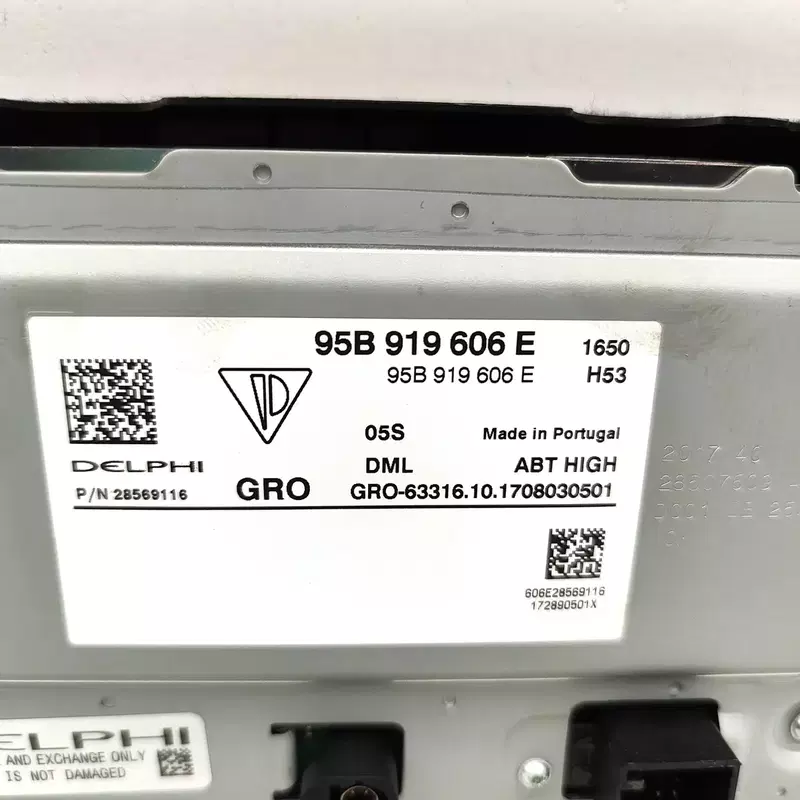 95B 919 606 E 1650
95B 919 606 E H53
05S Made in Portugal
DELPHI DML ABT HIGH
P/N 28569116 GRO GRO-63316.10.1708030501
606E28569116
172890501X
2017
ELPHI
AND EXCHANGE ONLY
IS NOT DAMAGED